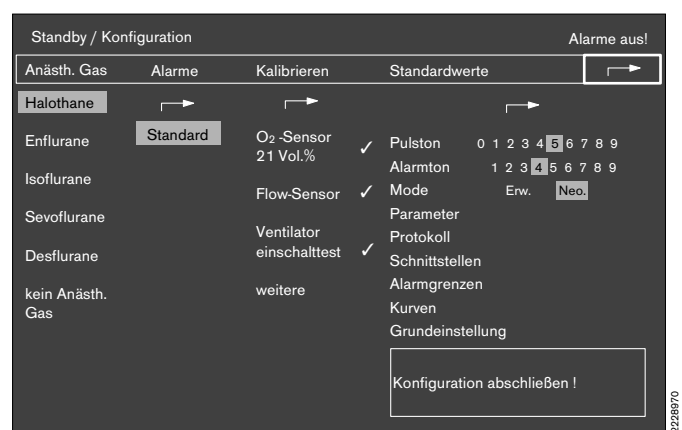 Standby / Konfiguration
Alarme aus!
Anästh. Gas Alarme Kalibrieren Standardwerte
Halothane
Enflurane
Isoflurane
Sevoflurane
Desflurane
kein Anästh.
Gas
Standard
O2 -Sensor
21 Vol.% ✓
Flow-Sensor ✓
Ventilator
einschalttest ✓
weitere
Pulston 0 1 2 3 4 5 6 7 8 9
Alarmton 1 2 3 4 5 6 7 8 9
Mode Erw. Neo.
Parameter
Protokoll
Schnittstellen
Alarmgrenzen
Kurven
Grundeinstellung
Konfiguration abschließen !
2228970